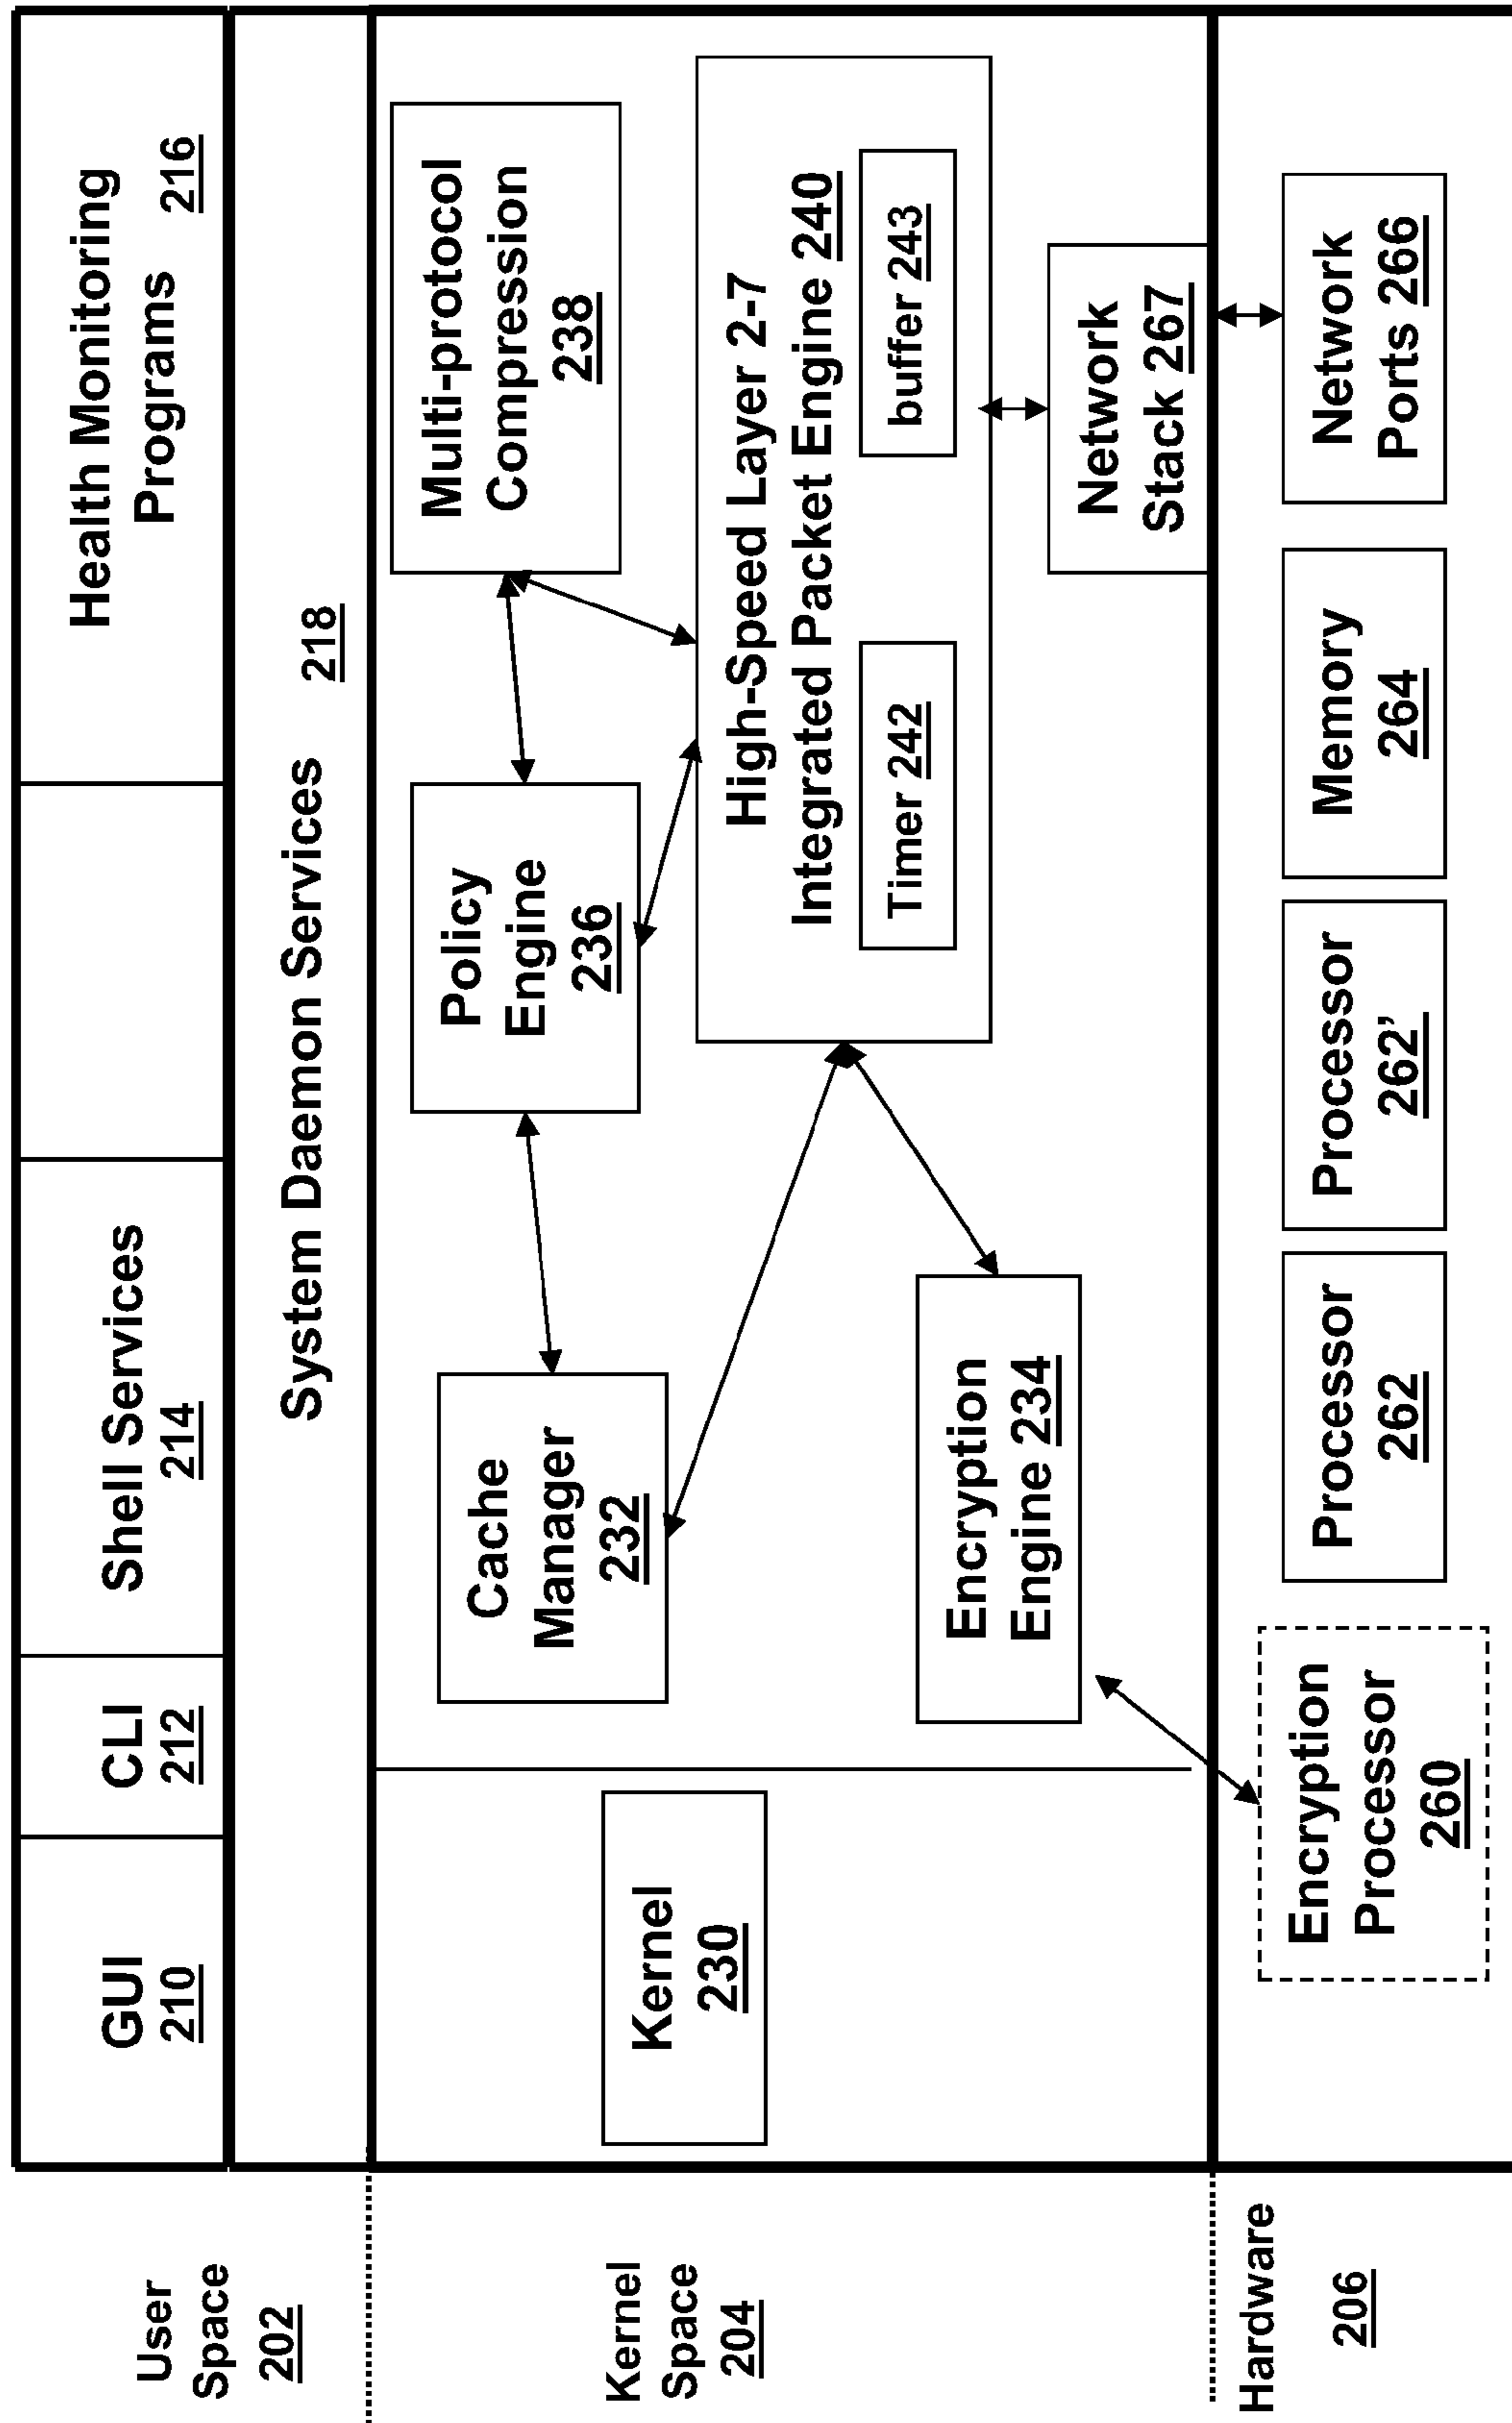 User
Space
202
GUI
210
CLI
212
Shell Services
214
Health Monitoring
Programs 216
System Daemon Services 218
Kernel
Space
204
Kernel
230
Cache
Manager
232
Policy
Engine
236
Multi-protocol
Compression
238
High-Speed Layer 2-7
Integrated Packet Engine 240
Timer 242
buffer 243
Encryption
Engine 234
Network
Stack 267
Hardware
206
Encryption
Processor
260
Processor
262
Processor
262’
Memory
264
Network
Ports 266